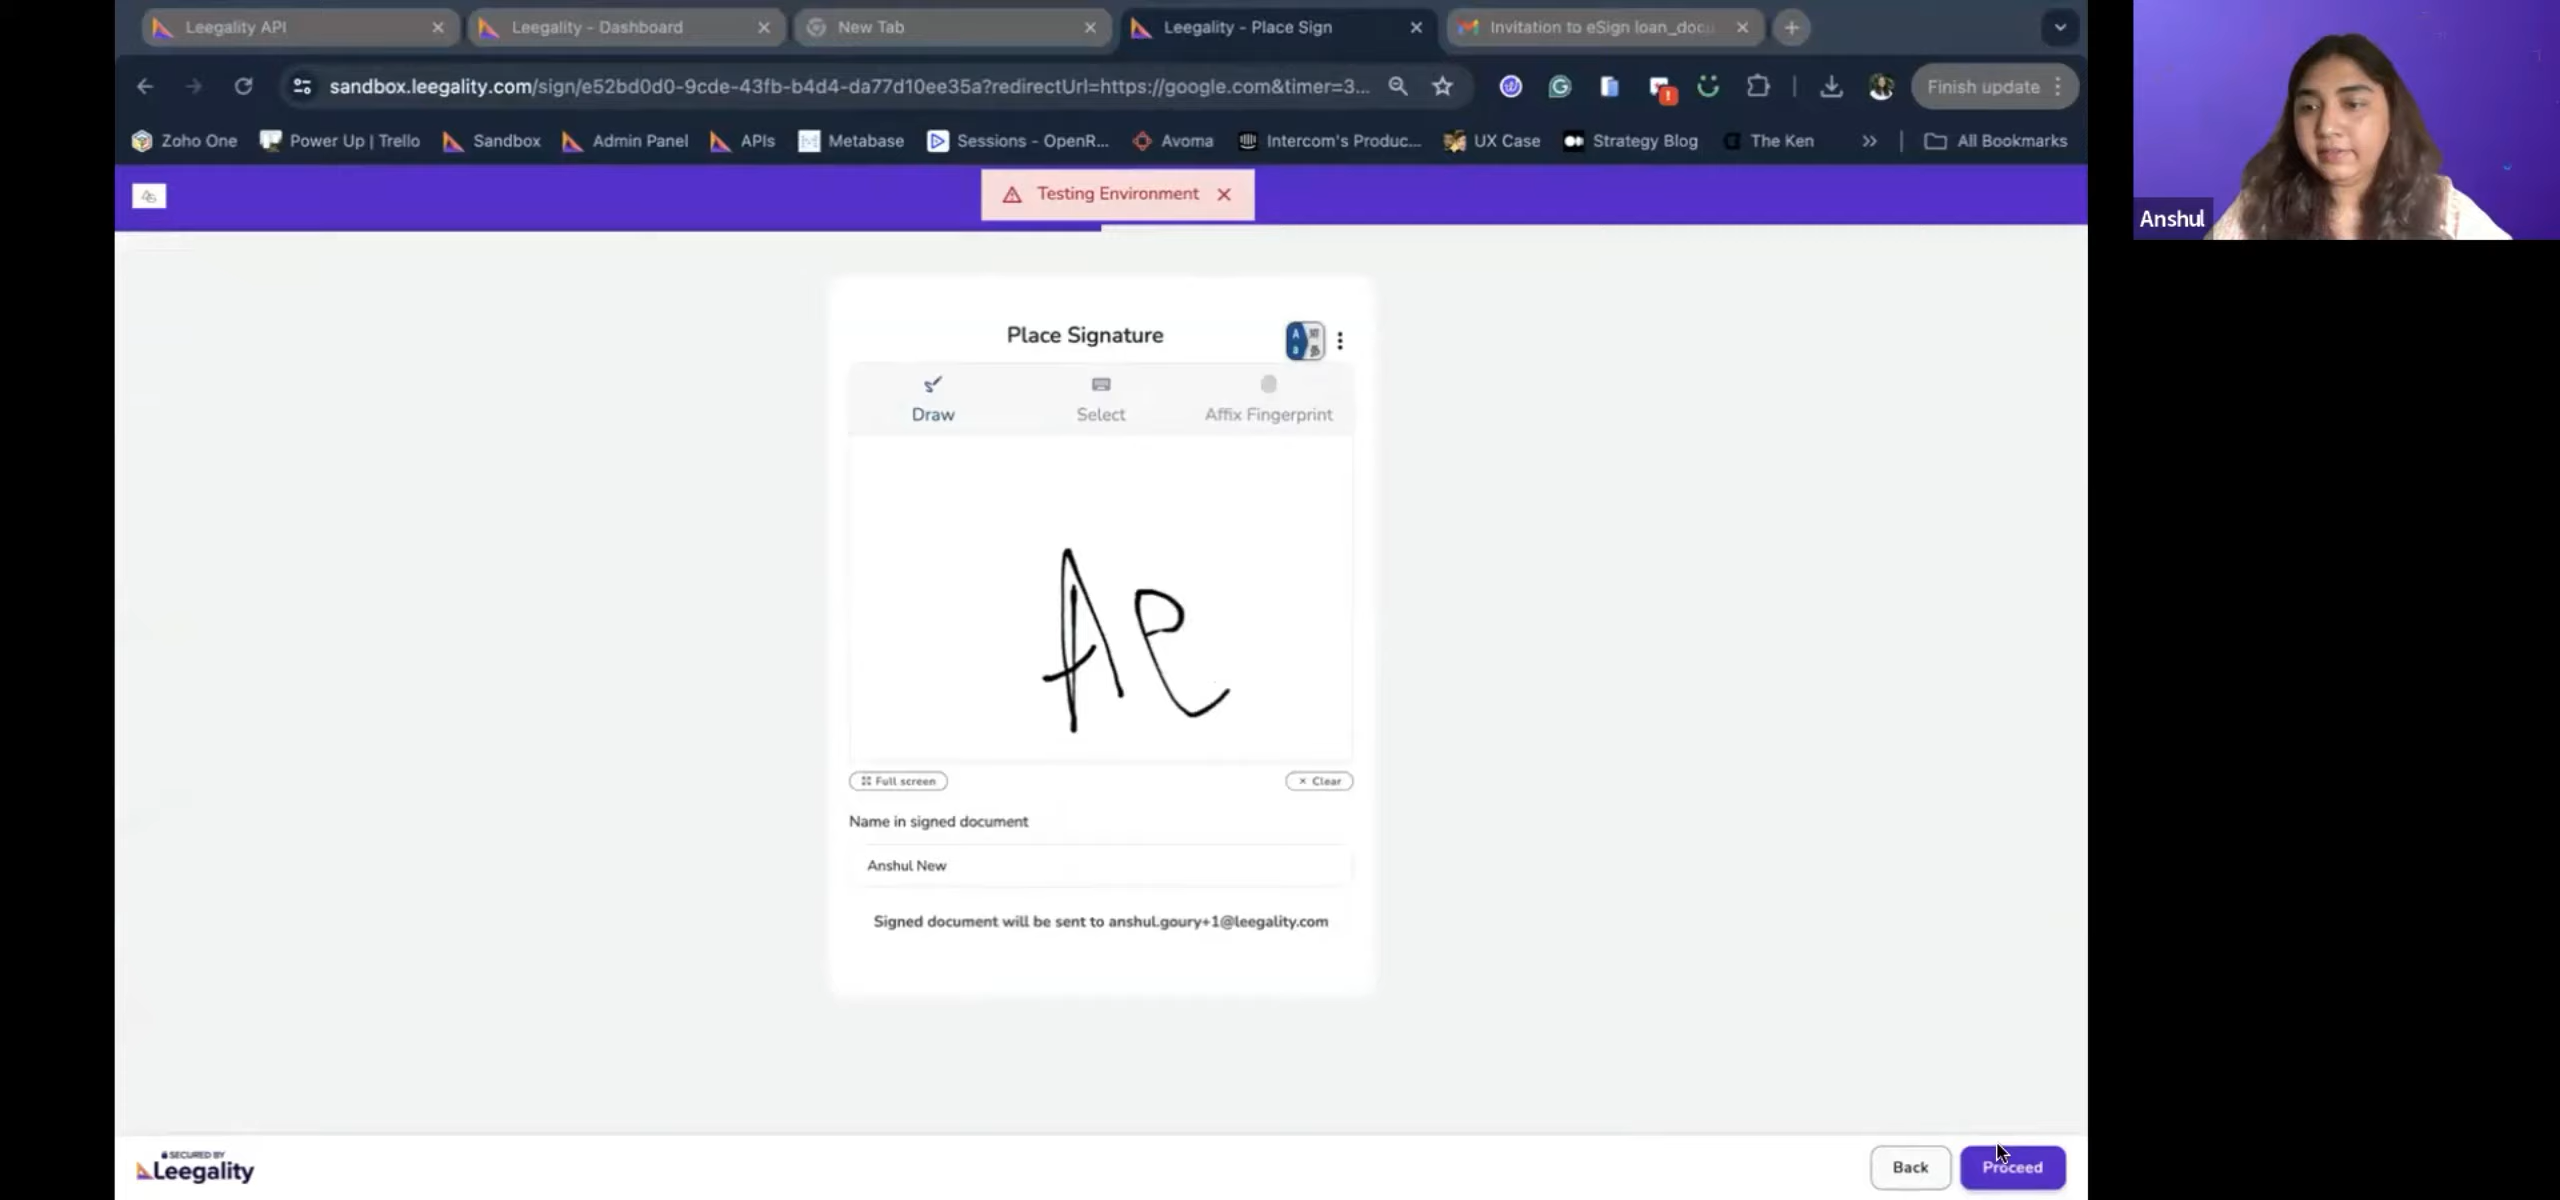 Leegality API
Leegality - Dashboard
New Tab
Leegality - Place Sign
Invitation to eSign loan_docu
sandbox.leegality.com/sign/e52bd0d0-9cde-43fb-b4d4-da77d10ee35a?redirectUrl=https://google.com&timer=3...
Finish update
Zoho One
Power Up | Trello
Sandbox
Admin Panel
APIs
Metabase
Sessions - OpenR...
Avoma
Intercom's Produc...
UX Case
Strategy Blog
The Ken
All Bookmarks
Testing Environment
Anshul
Place Signature
Draw
Select
Affix Fingerprint
Full screen
Clear
Name in signed document
Anshul New
Signed document will be sent to anshul.goury+1@leegality.com
SECURED BY
Leegality
Back
Proceed